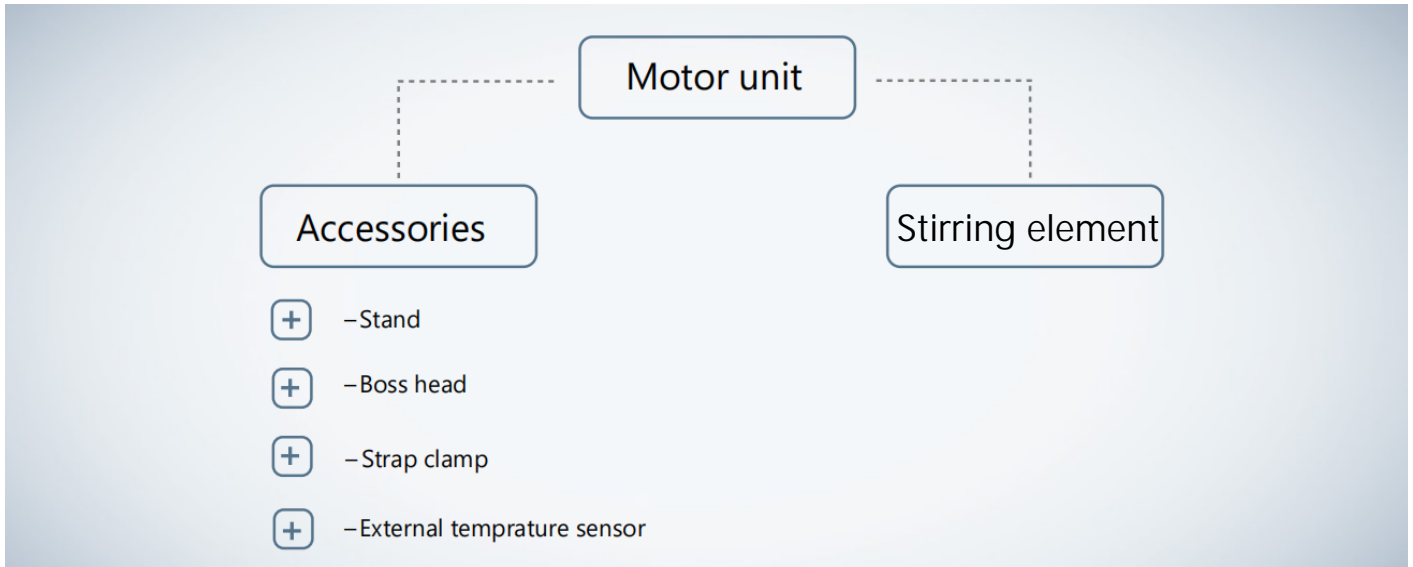 Motor unit
Accessories
Stirring element
–Stand
–Boss head
–Strap clamp
–External temprature sensor